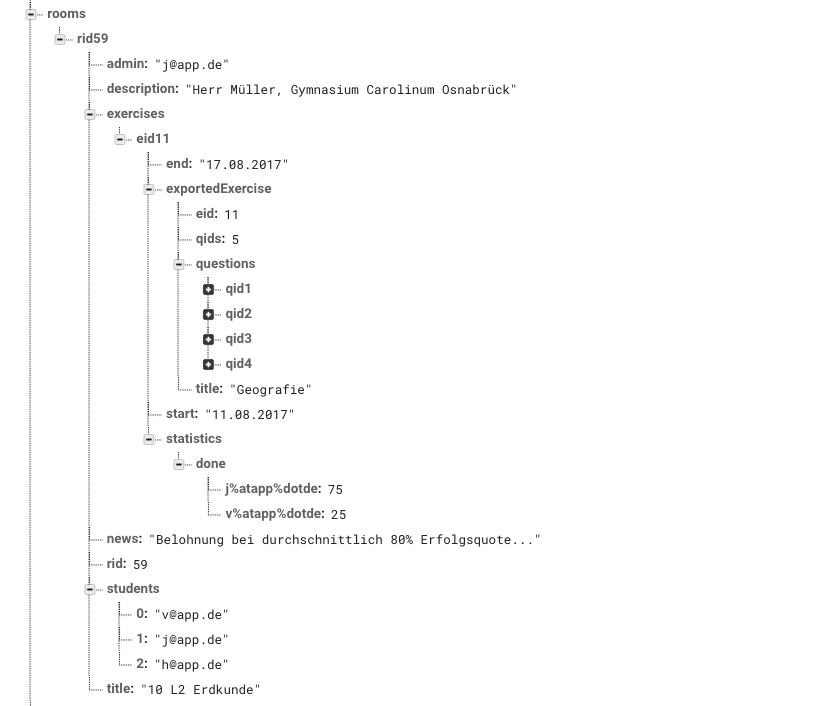 rooms
rid59
admin: "j@app.de"
description: "Herr Müller, Gymnasium Carolinum Osnabrück"
exercises
eid11
end: "17.08.2017"
exportedExercise
eid: 11
qids: 5
questions
qid1
qid2
qid3
qid4
title: "Geografie"
start: "11.08.2017"
statistics
done
j%atapp%dotde: 75
v%atapp%dotde: 25
news: "Belohnung bei durchschnittlich 80% Erfolgsquote..."
rid: 59
students
0: "v@app.de"
1: "j@app.de"
2: "h@app.de"
title: "10 L2 Erdkunde"